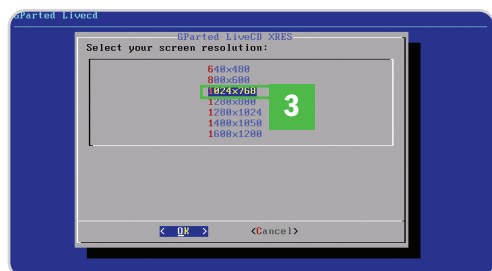 GParted Livecd
GParted LiveCD XRES
Select your screen resolution:
640x480
800x600
1024x768
1280x800
1280x1024
1400x1050
1600x1200
3
< OK >
<Cancel>